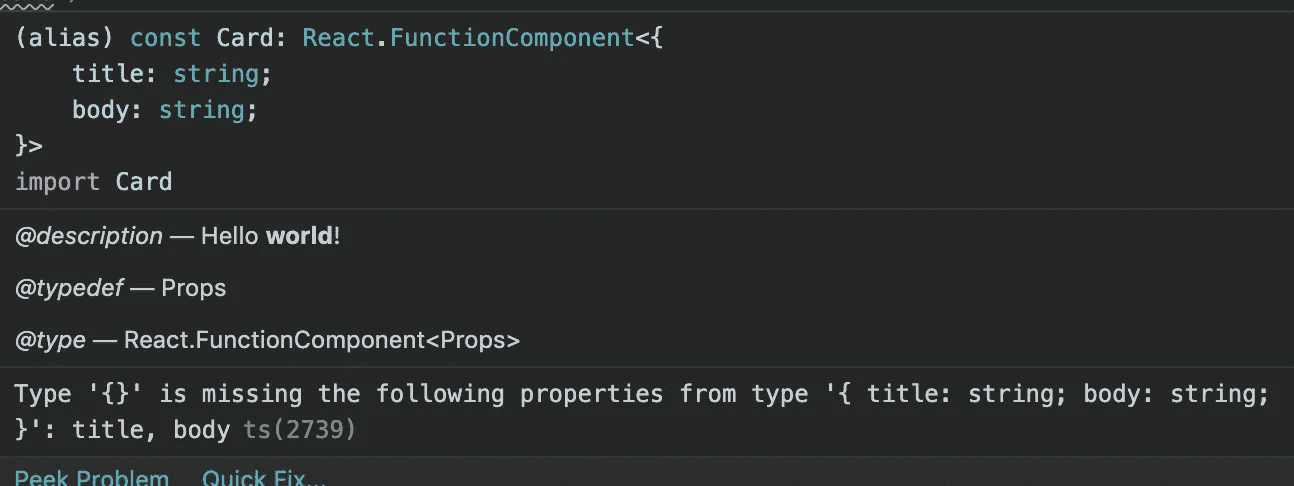 (alias) const Card: React.FunctionComponent<{
    title: string;
    body: string;
}>
import Card
@description — Hello world!
@typedef — Props
@type — React.FunctionComponent<Props>
Type '{}' is missing the following properties from type '{ title: string; body: string;
}': title, body ts(2739)
Peek Problem Quick Fix...